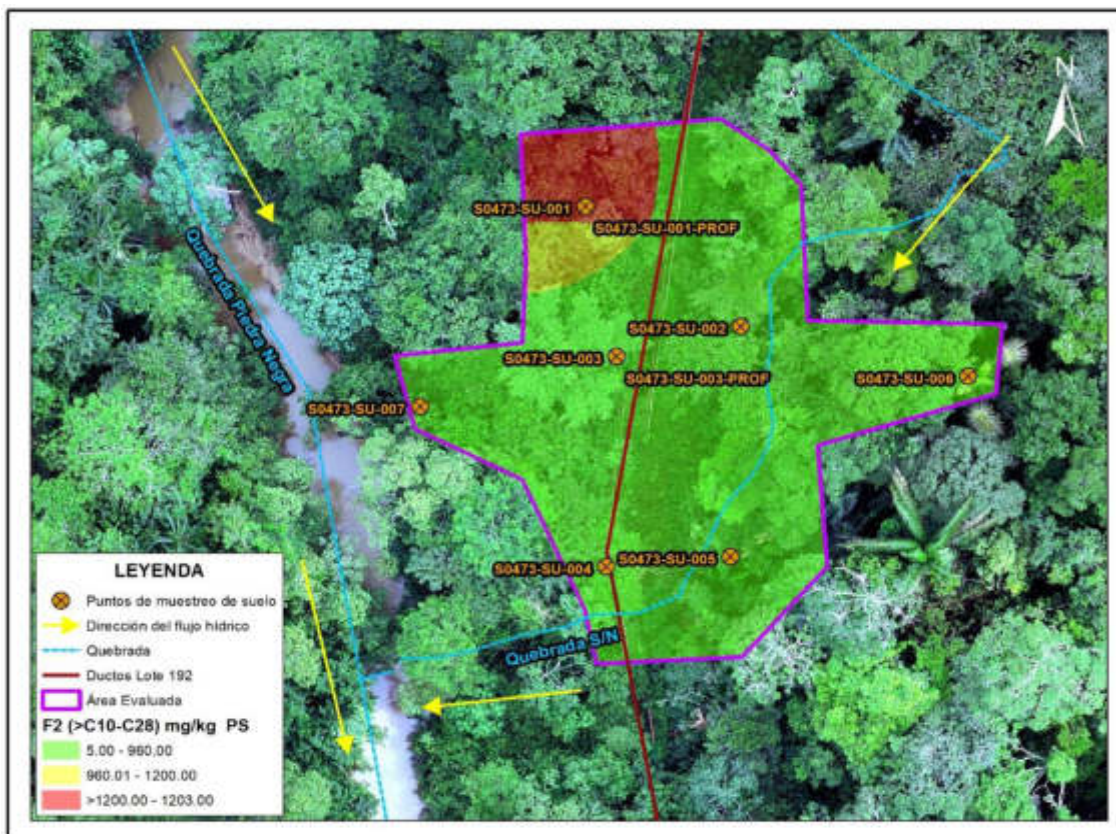 N
S0473-SU-001
S0473-SU-001-PROF
Quebrada Piedra Negra
S0473-SU-002
S0473-SU-003
S0473-SU-003-PROF
S0473-SU-006
S0473-SU-007
S0473-SU-005
S0473-SU-004
Quebrada S/N
LEYENDA
Puntos de muestreo de suelo
Dirección del flujo hídrico
Quebrada
Ductos Lote 192
Área Evaluada
F2 (>C10-C28) mg/kg PS
5.00 - 960,00
960.01 - 1200.00
>1200.00 - 1203.00